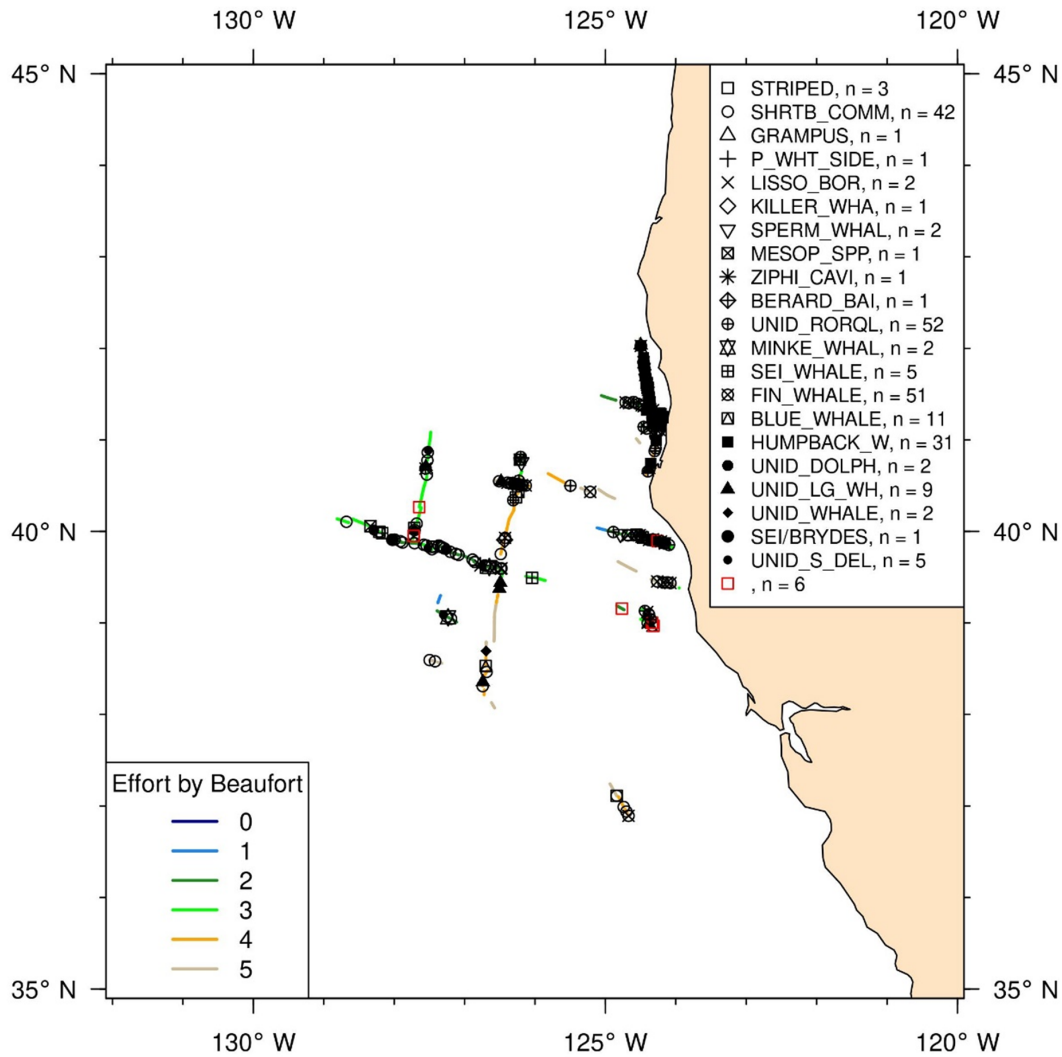 130° W 125° W 120° W
45° N 45° N
STRIPED, n = 3
SHRTB_COMM, n = 42
GRAMPUS, n = 1
P_WHT_SIDE, n = 1
LISSO_BOR, n = 2
KILLER_WHA, n = 1
SPERM_WHAL, n = 2
MESOP_SPP, n = 1
ZIPHI_CAVI, n = 1
BERARD_BAI, n = 1
UNID_RORQL, n = 52
MINKE_WHAL, n = 2
SEI_WHALE, n = 5
FIN_WHALE, n = 51
BLUE_WHALE, n = 11
HUMPBACK_W, n = 31
UNID_DOLPH, n = 2
UNID_LG_WH, n = 9
UNID_WHALE, n = 2
SEI/BRYDES, n = 1
UNID_S_DEL, n = 5
, n = 6
40° N 40° N
Effort by Beaufort
0
1
2
3
4
5
35° N 35° N
130° W 125° W 120° W